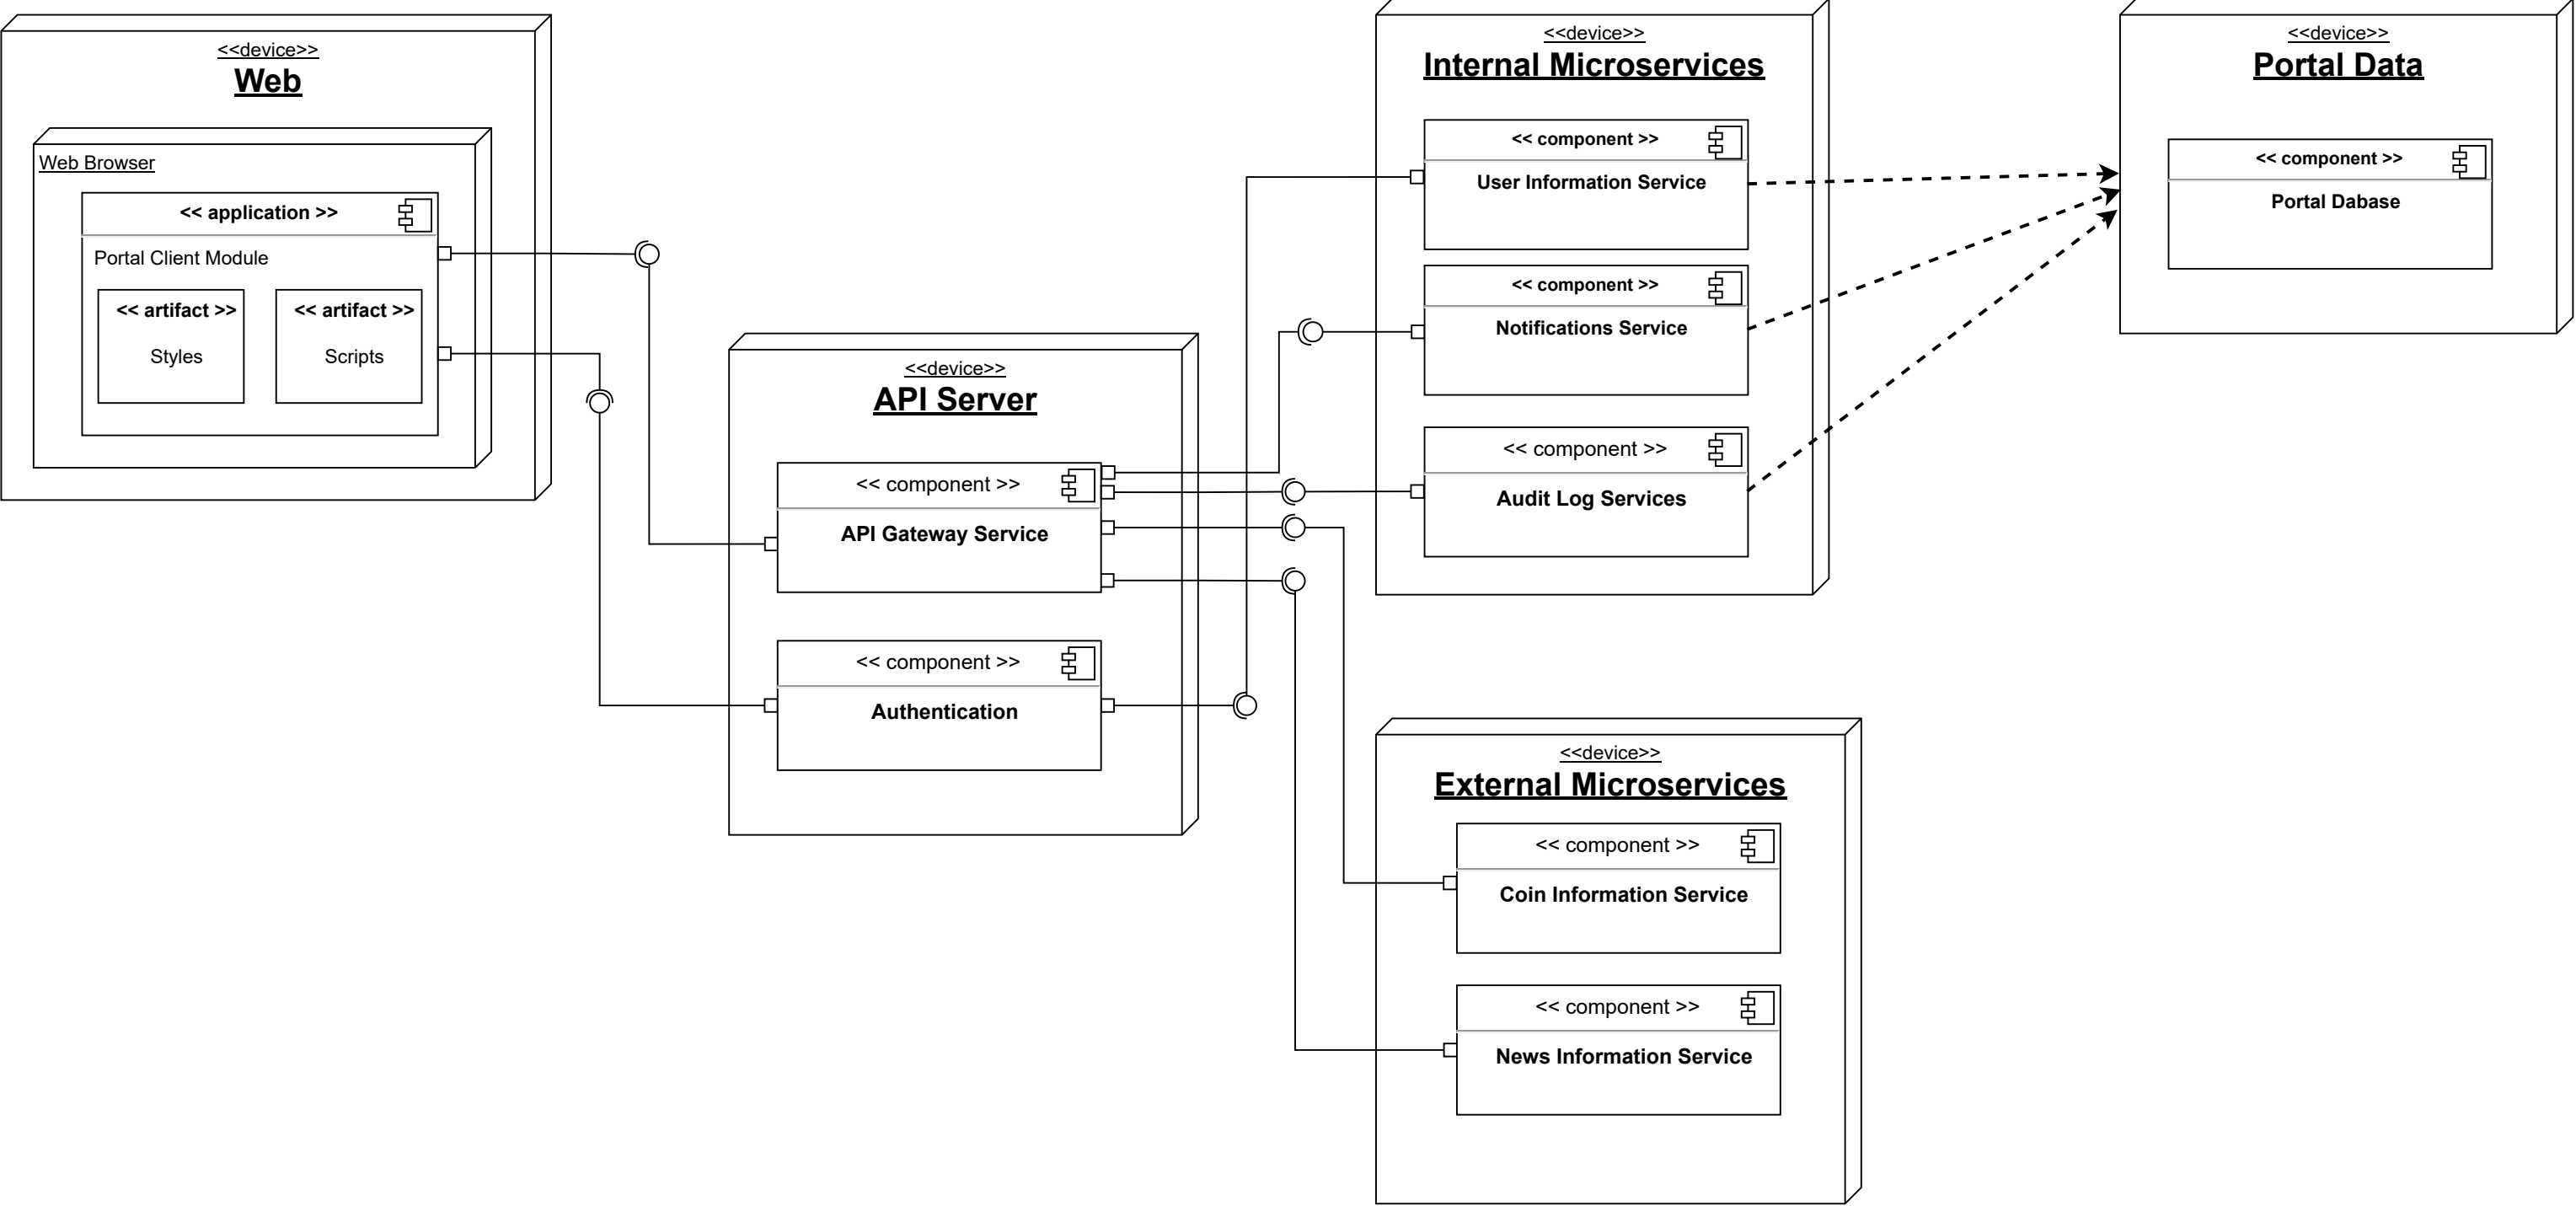 <<device>>
Web
Web Browser
<< application >>
Portal Client Module
<< artifact >>
Styles
<< artifact >>
Scripts
<<device>>
API Server
<< component >>
API Gateway Service
<< component >>
Authentication
<<device>>
Internal Microservices
<< component >>
User Information Service
<< component >>
Notifications Service
<< component >>
Audit Log Services
<<device>>
External Microservices
<< component >>
Coin Information Service
<< component >>
News Information Service
<<device>>
Portal Data
<< component >>
Portal Dabase